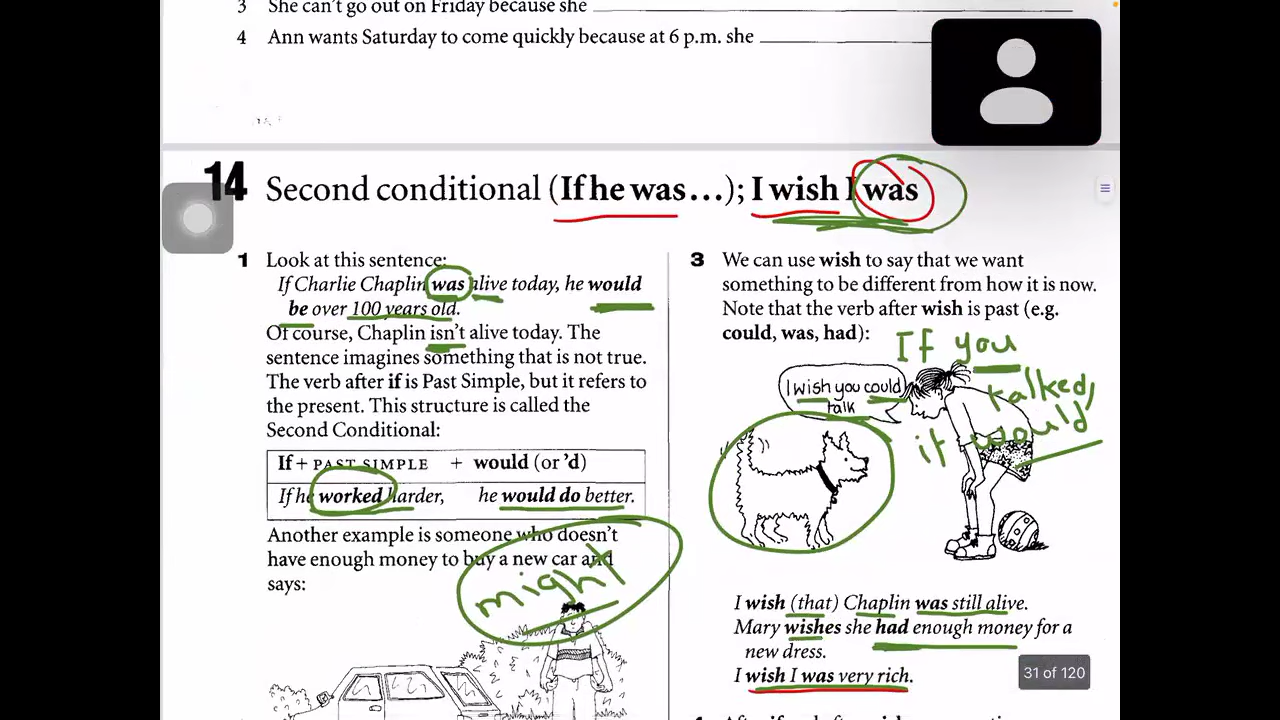 3 She can't go out on Friday because she
4 Ann wants Saturday to come quickly because at 6 p.m. she
14 Second conditional (If he was...); I wish I was
1 Look at this sentence:
If Charlie Chaplin was alive today, he would
be over 100 years old.
Of course, Chaplin isn't alive today. The
sentence imagines something that is not true.
The verb after if is Past Simple, but it refers to
the present. This structure is called the
Second Conditional:
If + PAST SIMPLE + would (or 'd)
If he worked harder, he would do better.
Another example is someone who doesn't
have enough money to buy a new car and
says:
might
3 We can use wish to say that we want
something to be different from how it is now.
Note that the verb after wish is past (e.g.
could, was, had):
If you
talked,
it would
I wish you could
talk
I wish (that) Chaplin was still alive.
Mary wishes she had enough money for a
new dress.
I wish I was very rich.
31 of 120